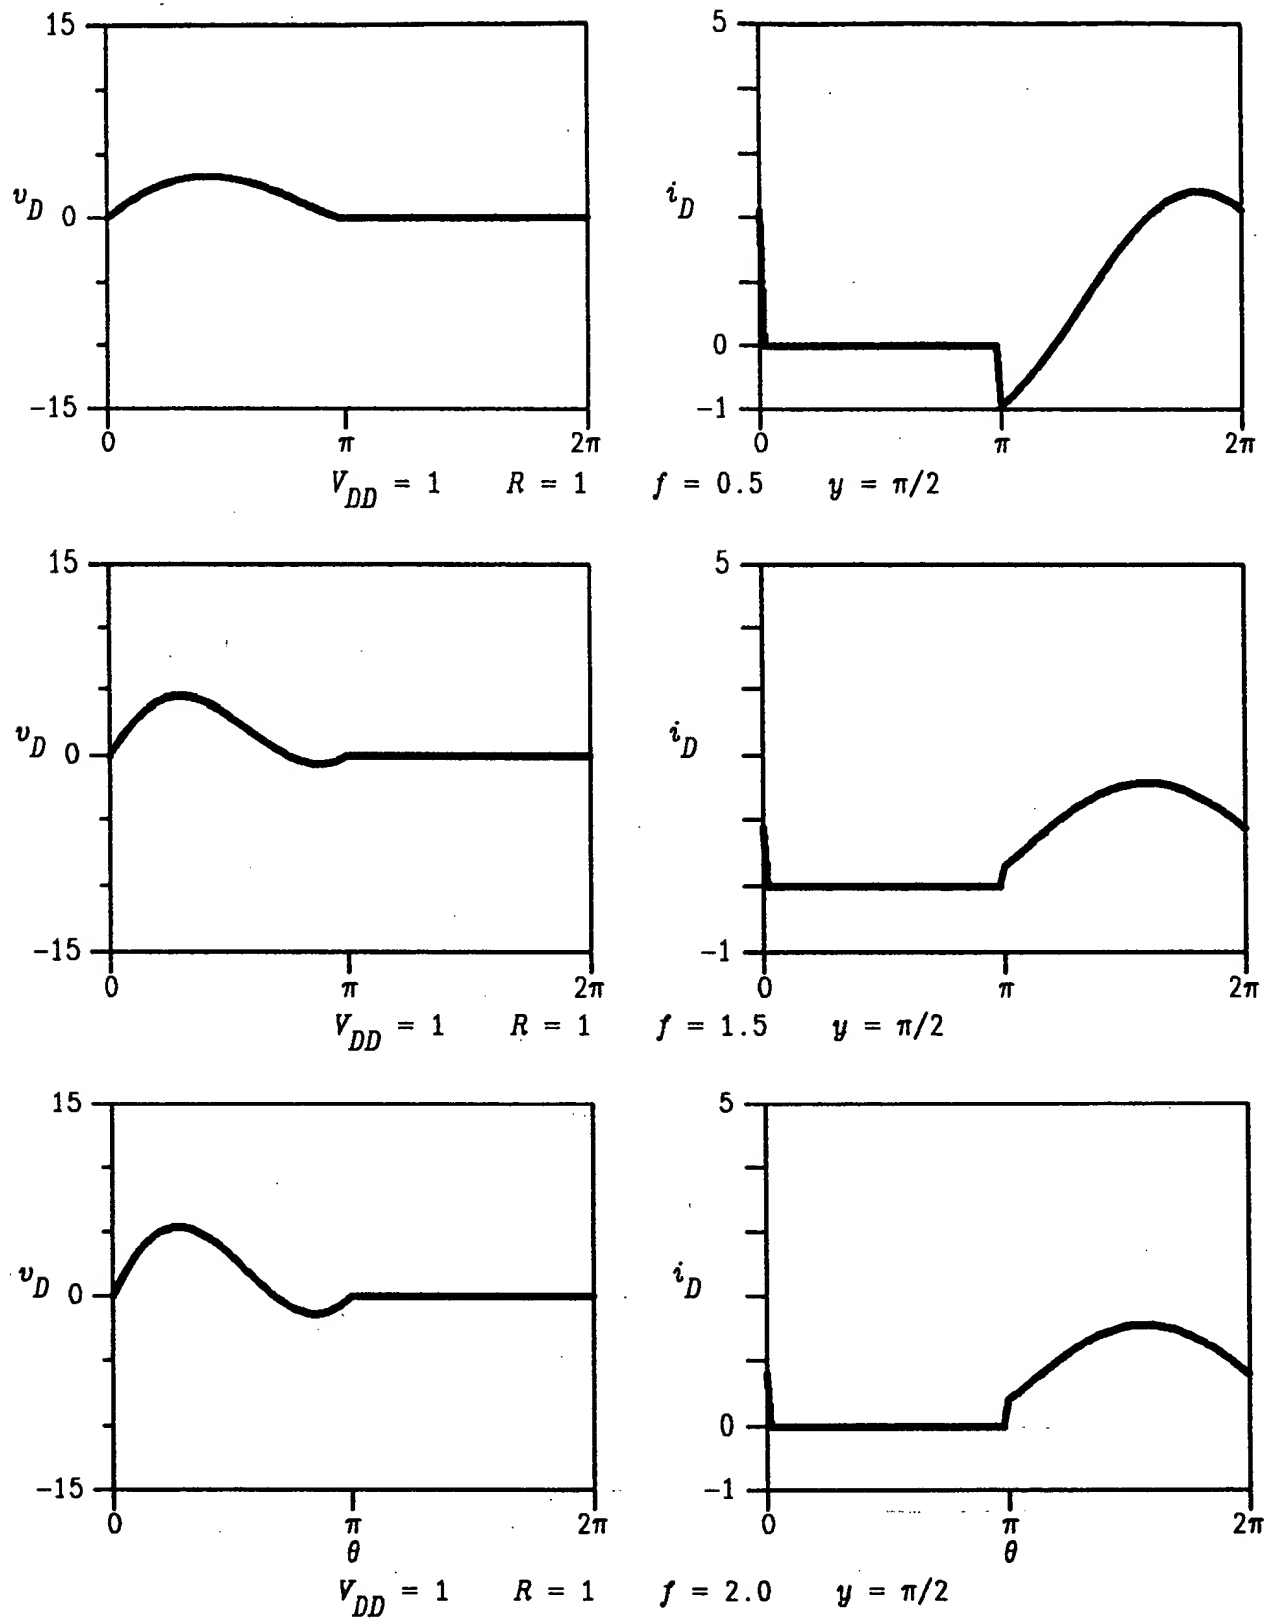 15
v_D
0
-15
0 π 2π
5
i_D
0
-1
0 π 2π
V_DD = 1 R = 1 f = 0.5 y = π/2
15
v_D
0
-15
0 π 2π
5
i_D
-1
0 π 2π
V_DD = 1 R = 1 f = 1.5 y = π/2
15
v_D
0
-15
0 π 2π
θ
5
i_D
0
-1
0 π 2π
θ
V_DD = 1 R = 1 f = 2.0 y = π/2